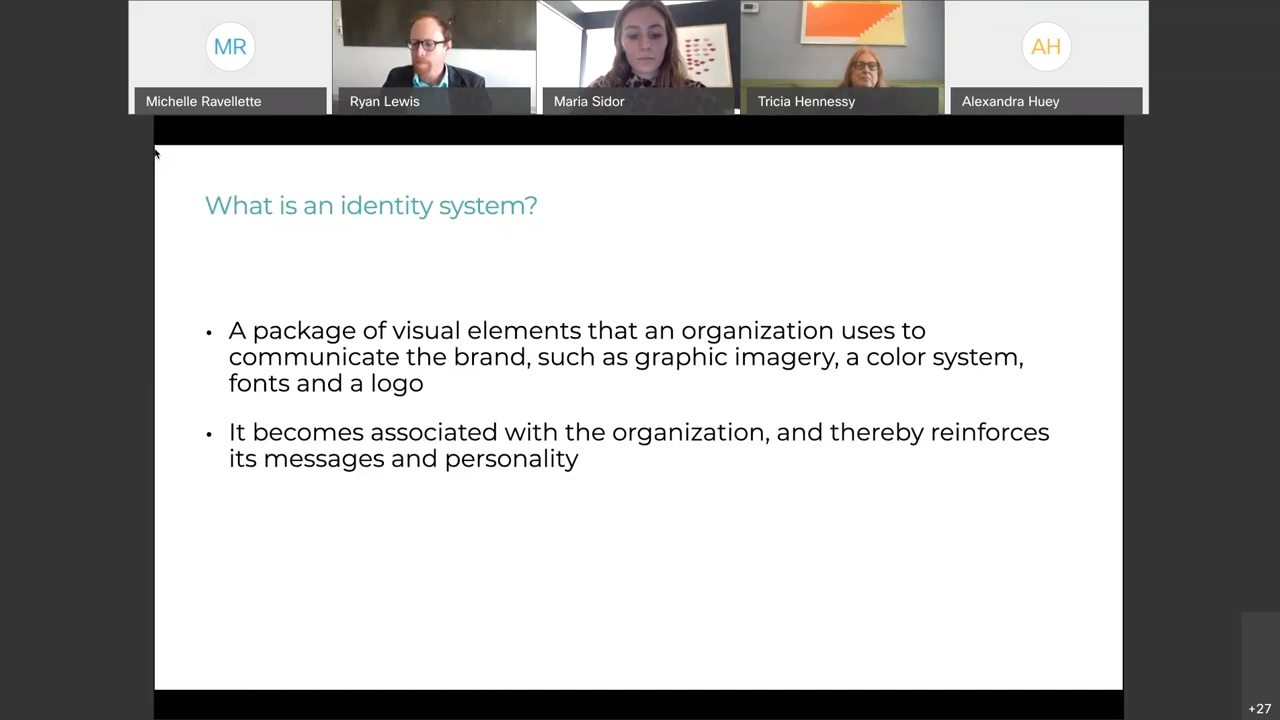 MR
AH
Michelle Ravellette
Ryan Lewis
Maria Sidor
Tricia Hennessy
Alexandra Huey
What is an identity system?
• A package of visual elements that an organization uses to
communicate the brand, such as graphic imagery, a color system,
fonts and a logo
• It becomes associated with the organization, and thereby reinforces
its messages and personality
+27